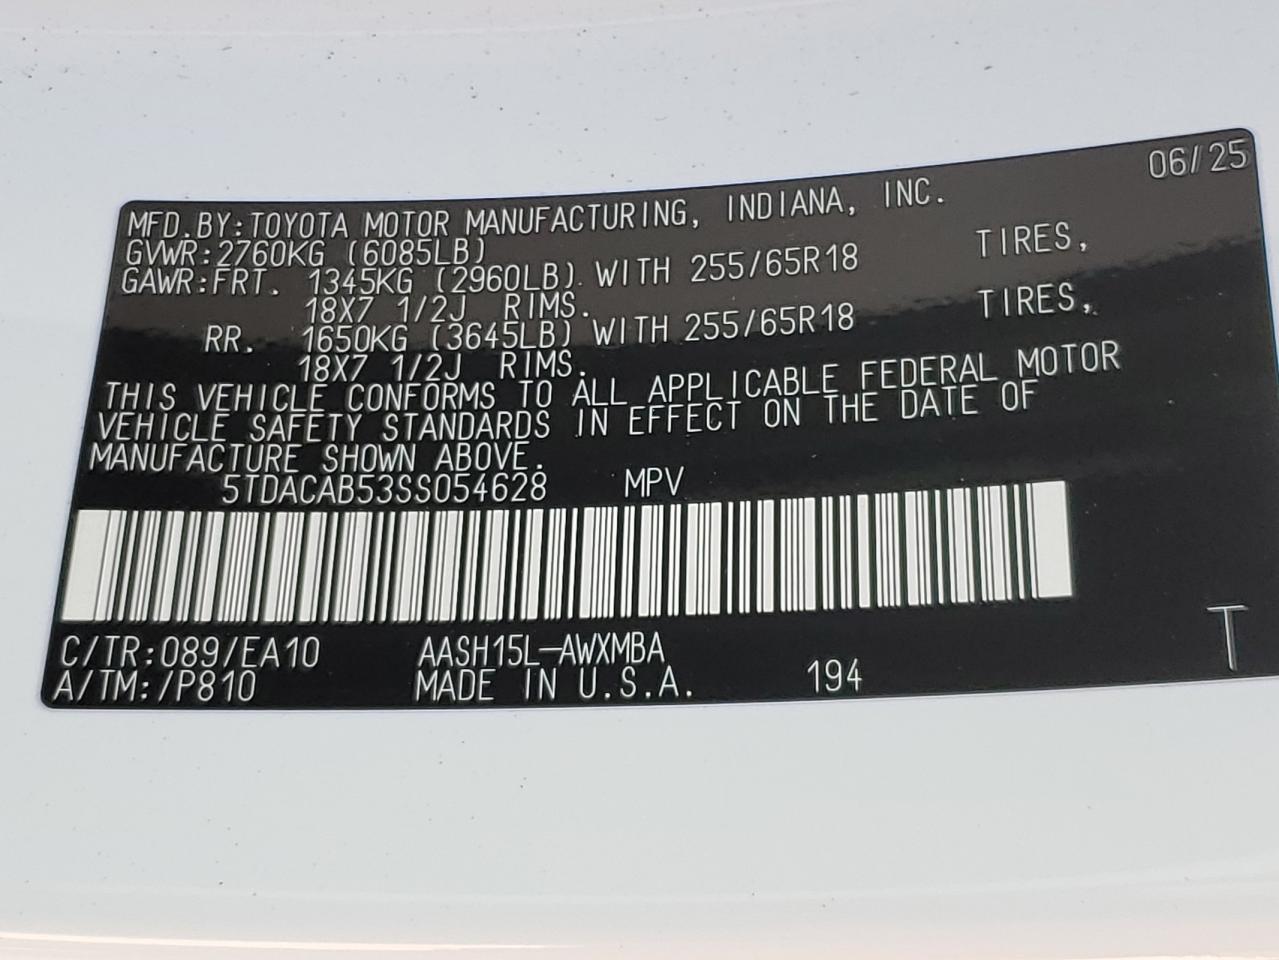 06/25
MFD.BY:TOYOTA MOTOR MANUFACTURING, INDIANA, INC.
GVWR:2760KG (6085LB)
GAWR:FRT. 1345KG (2960LB) WITH 255/65R18 TIRES,
18X7 1/2J RIMS.
RR. 1650KG (3645LB) WITH 255/65R18 TIRES,
18X7 1/2J RIMS.
THIS VEHICLE CONFORMS TO ALL APPLICABLE FEDERAL MOTOR
VEHICLE SAFETY STANDARDS IN EFFECT ON THE DATE OF
MANUFACTURE SHOWN ABOVE.
5TDACAB53SS054628 MPV
C/TR:089/EA10 AASH15L-AWXMBA
A/TM:/P810 MADE IN U.S.A. 194 T